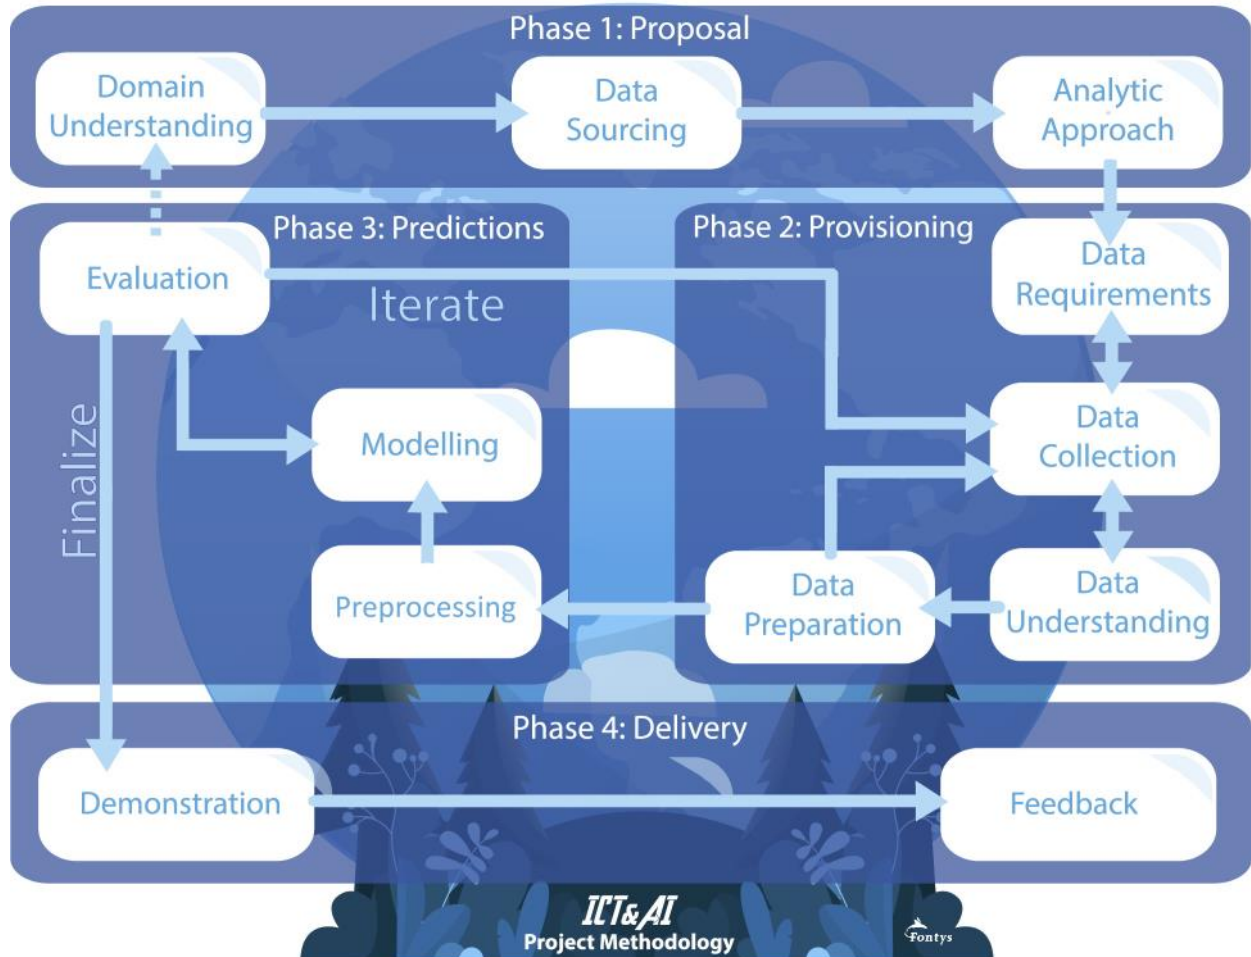 Phase 1: Proposal
Domain
Understanding
Data
Sourcing
Analytic
Approach
Phase 3: Predictions
Evaluation
Iterate
Finalize
Modelling
Preprocessing
Phase 2: Provisioning
Data
Requirements
Data
Collection
Data
Understanding
Data
Preparation
Phase 4: Delivery
Demonstration
Feedback
ICT&AI
Project Methodology
Fontys